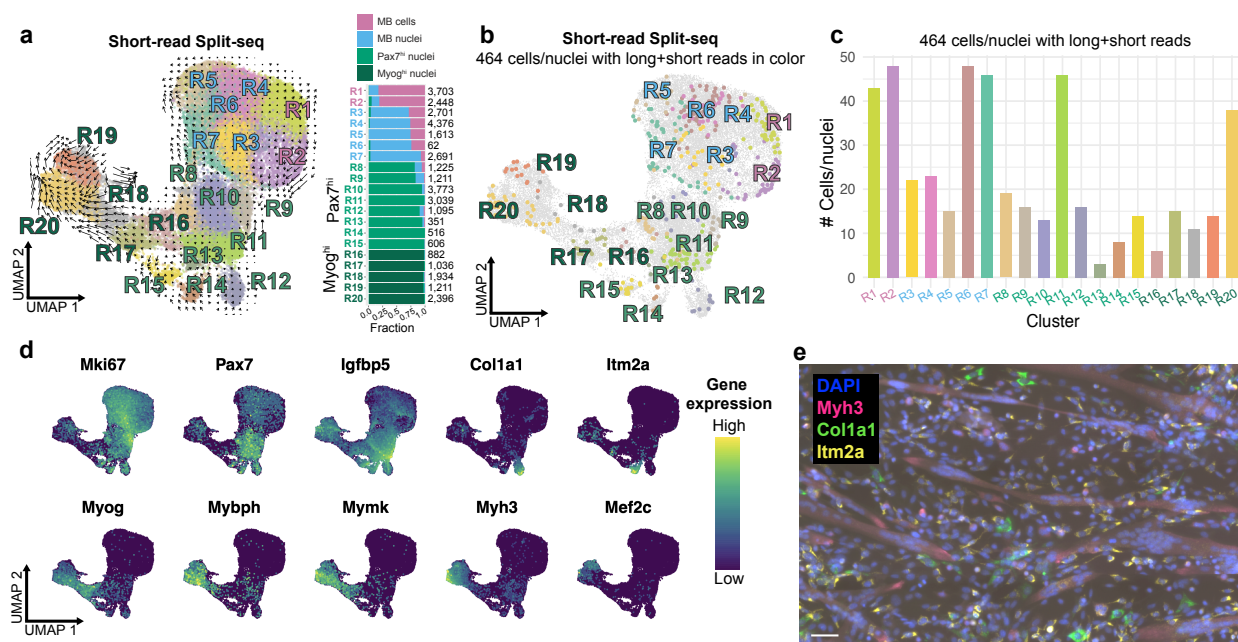 a
Short-read Split-seq
R5
R4
R6
R1
R7
R3
R2
R19
R8
R18
R10
R9
R20
R16
R11
R17
R13
R15
R14
R12
UMAP 2
UMAP 1
MB cells
MB nuclei
Pax7hi nuclei
Myoghi nuclei
R1 3,703
R2 2,448
R3 2,701
R4 4,376
R5 1,613
R6 62
R7 2,691
R8 1,225
R9 1,211
R10 3,773
R11 3,039
R12 1,095
R13 351
R14 516
R15 606
R16 882
R17 1,036
R18 1,934
R19 1,211
R20 2,396
Pax7hi
Myoghi
0 0.25 0.50 0.75 1.0
Fraction
b
Short-read Split-seq
464 cells/nuclei with long+short reads in color
R5
R6
R4
R1
R7
R3
R2
R19
R20
R18
R8
R10
R9
R17
R16
R11
R13
R15
R14
R12
UMAP 2
UMAP 1
c
464 cells/nuclei with long+short reads
# Cells/nuclei
50
40
30
20
10
0
R1 R2 R3 R4 R5 R6 R7 R8 R9 R10 R11 R12 R13 R14 R15 R16 R17 R18 R19 R20
Cluster
d
Mki67 Pax7 Igfbp5 Col1a1 Itm2a
Myog Mybph Mymk Myh3 Mef2c
UMAP 2
UMAP 1
Gene
expression
High
Low
e
DAPI
Myh3
Col1a1
Itm2a